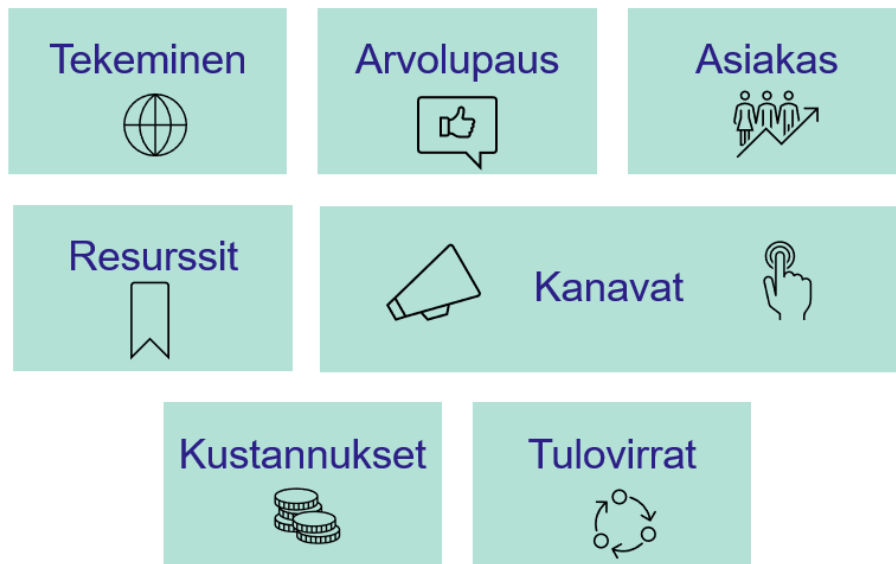 Tekeminen
Arvolupaus
Asiakas
Resurssit
Kanavat
Kustannukset
Tulovirrat